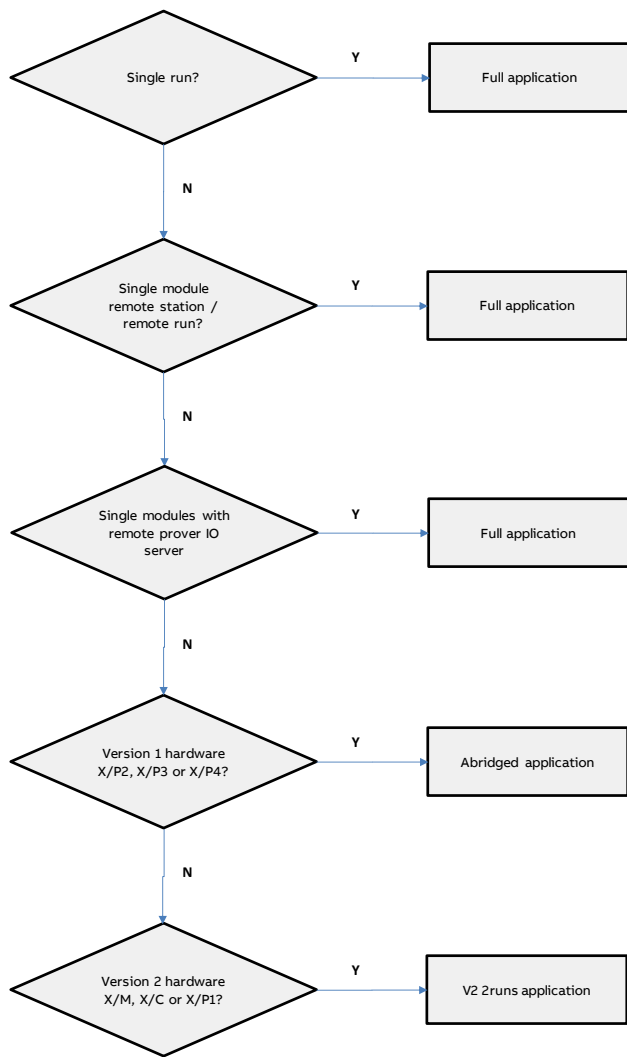 Single run?
Y
Full application
N
Single module
remote station /
remote run?
Y
Full application
N
Single modules with
remote prover IO
server
Y
Full application
N
Version 1 hardware
X/P2, X/P3 or X/P4?
Y
Abridged application
N
Version 2 hardware
X/M, X/C or X/P1?
Y
V2 2runs application